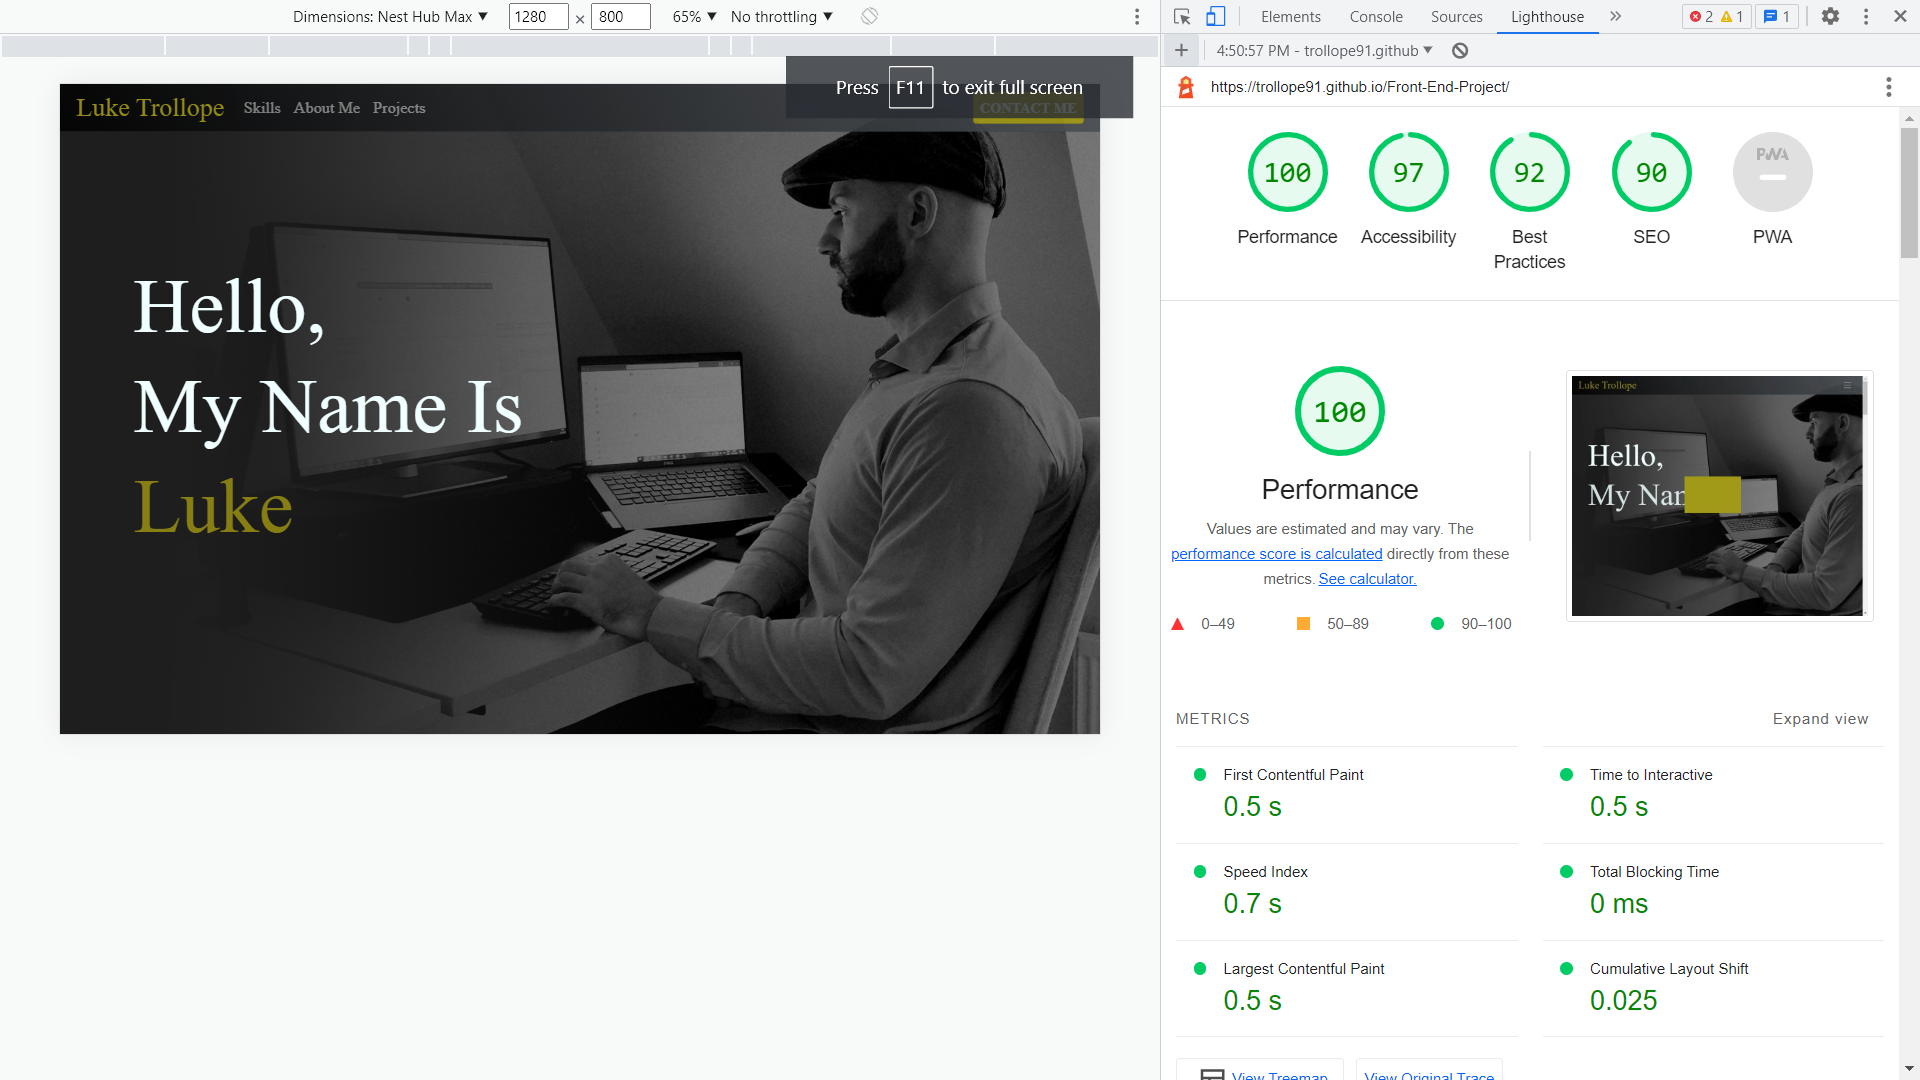 Dimensions: Nest Hub Max ▼ 1280 × 800 65% ▼ No throttling ▼
Elements Console Sources Lighthouse » 2 1 1
4:50:57 PM - trollope91.github ▼
https://trollope91.github.io/Front-End-Project/
Press F11 to exit full screen
Luke Trollope Skills About Me Projects CONTACT ME
Hello,
My Name Is
Luke
100 97 92 90 PWA
Performance Accessibility Best Practices SEO PWA
100
Performance
Values are estimated and may vary. The
performance score is calculated directly from these
metrics. See calculator.
0–49 50–89 90–100
Luke Trollope
Hello,
My Nan
METRICS Expand view
First Contentful Paint
0.5 s
Time to Interactive
0.5 s
Speed Index
0.7 s
Total Blocking Time
0 ms
Largest Contentful Paint
0.5 s
Cumulative Layout Shift
0.025
View Treemap View Original Trace